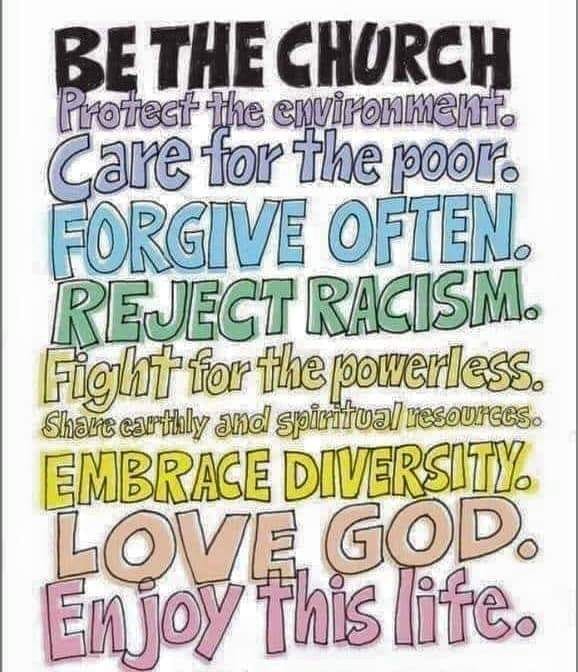 BE THE CHURCH
Protect the environment.
Care for the poor.
FORGIVE OFTEN.
REJECT RACISM.
Fight for the powerless.
Share earthly and spiritual resources.
EMBRACE DIVERSITY.
LOVE GOD.
Enjoy this life.